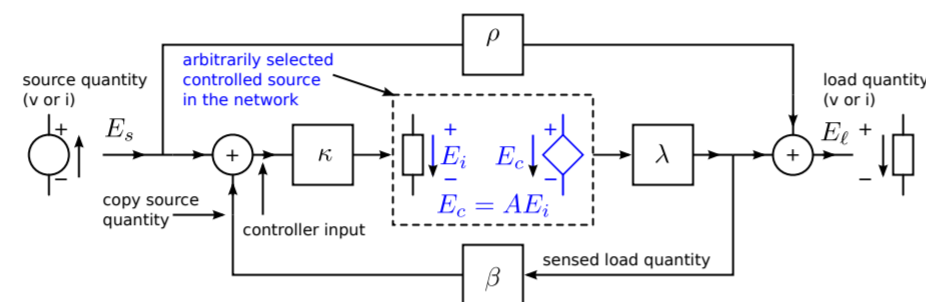 ρ
arbitrarily selected
controlled source
in the network
source quantity
(v or i)
load quantity
(v or i)
+
−
E_s
+
κ
+
E_i
−
+
E_c
−
E_c = AE_i
λ
+
E_ℓ
+
−
copy source
quantity
controller input
sensed load quantity
β